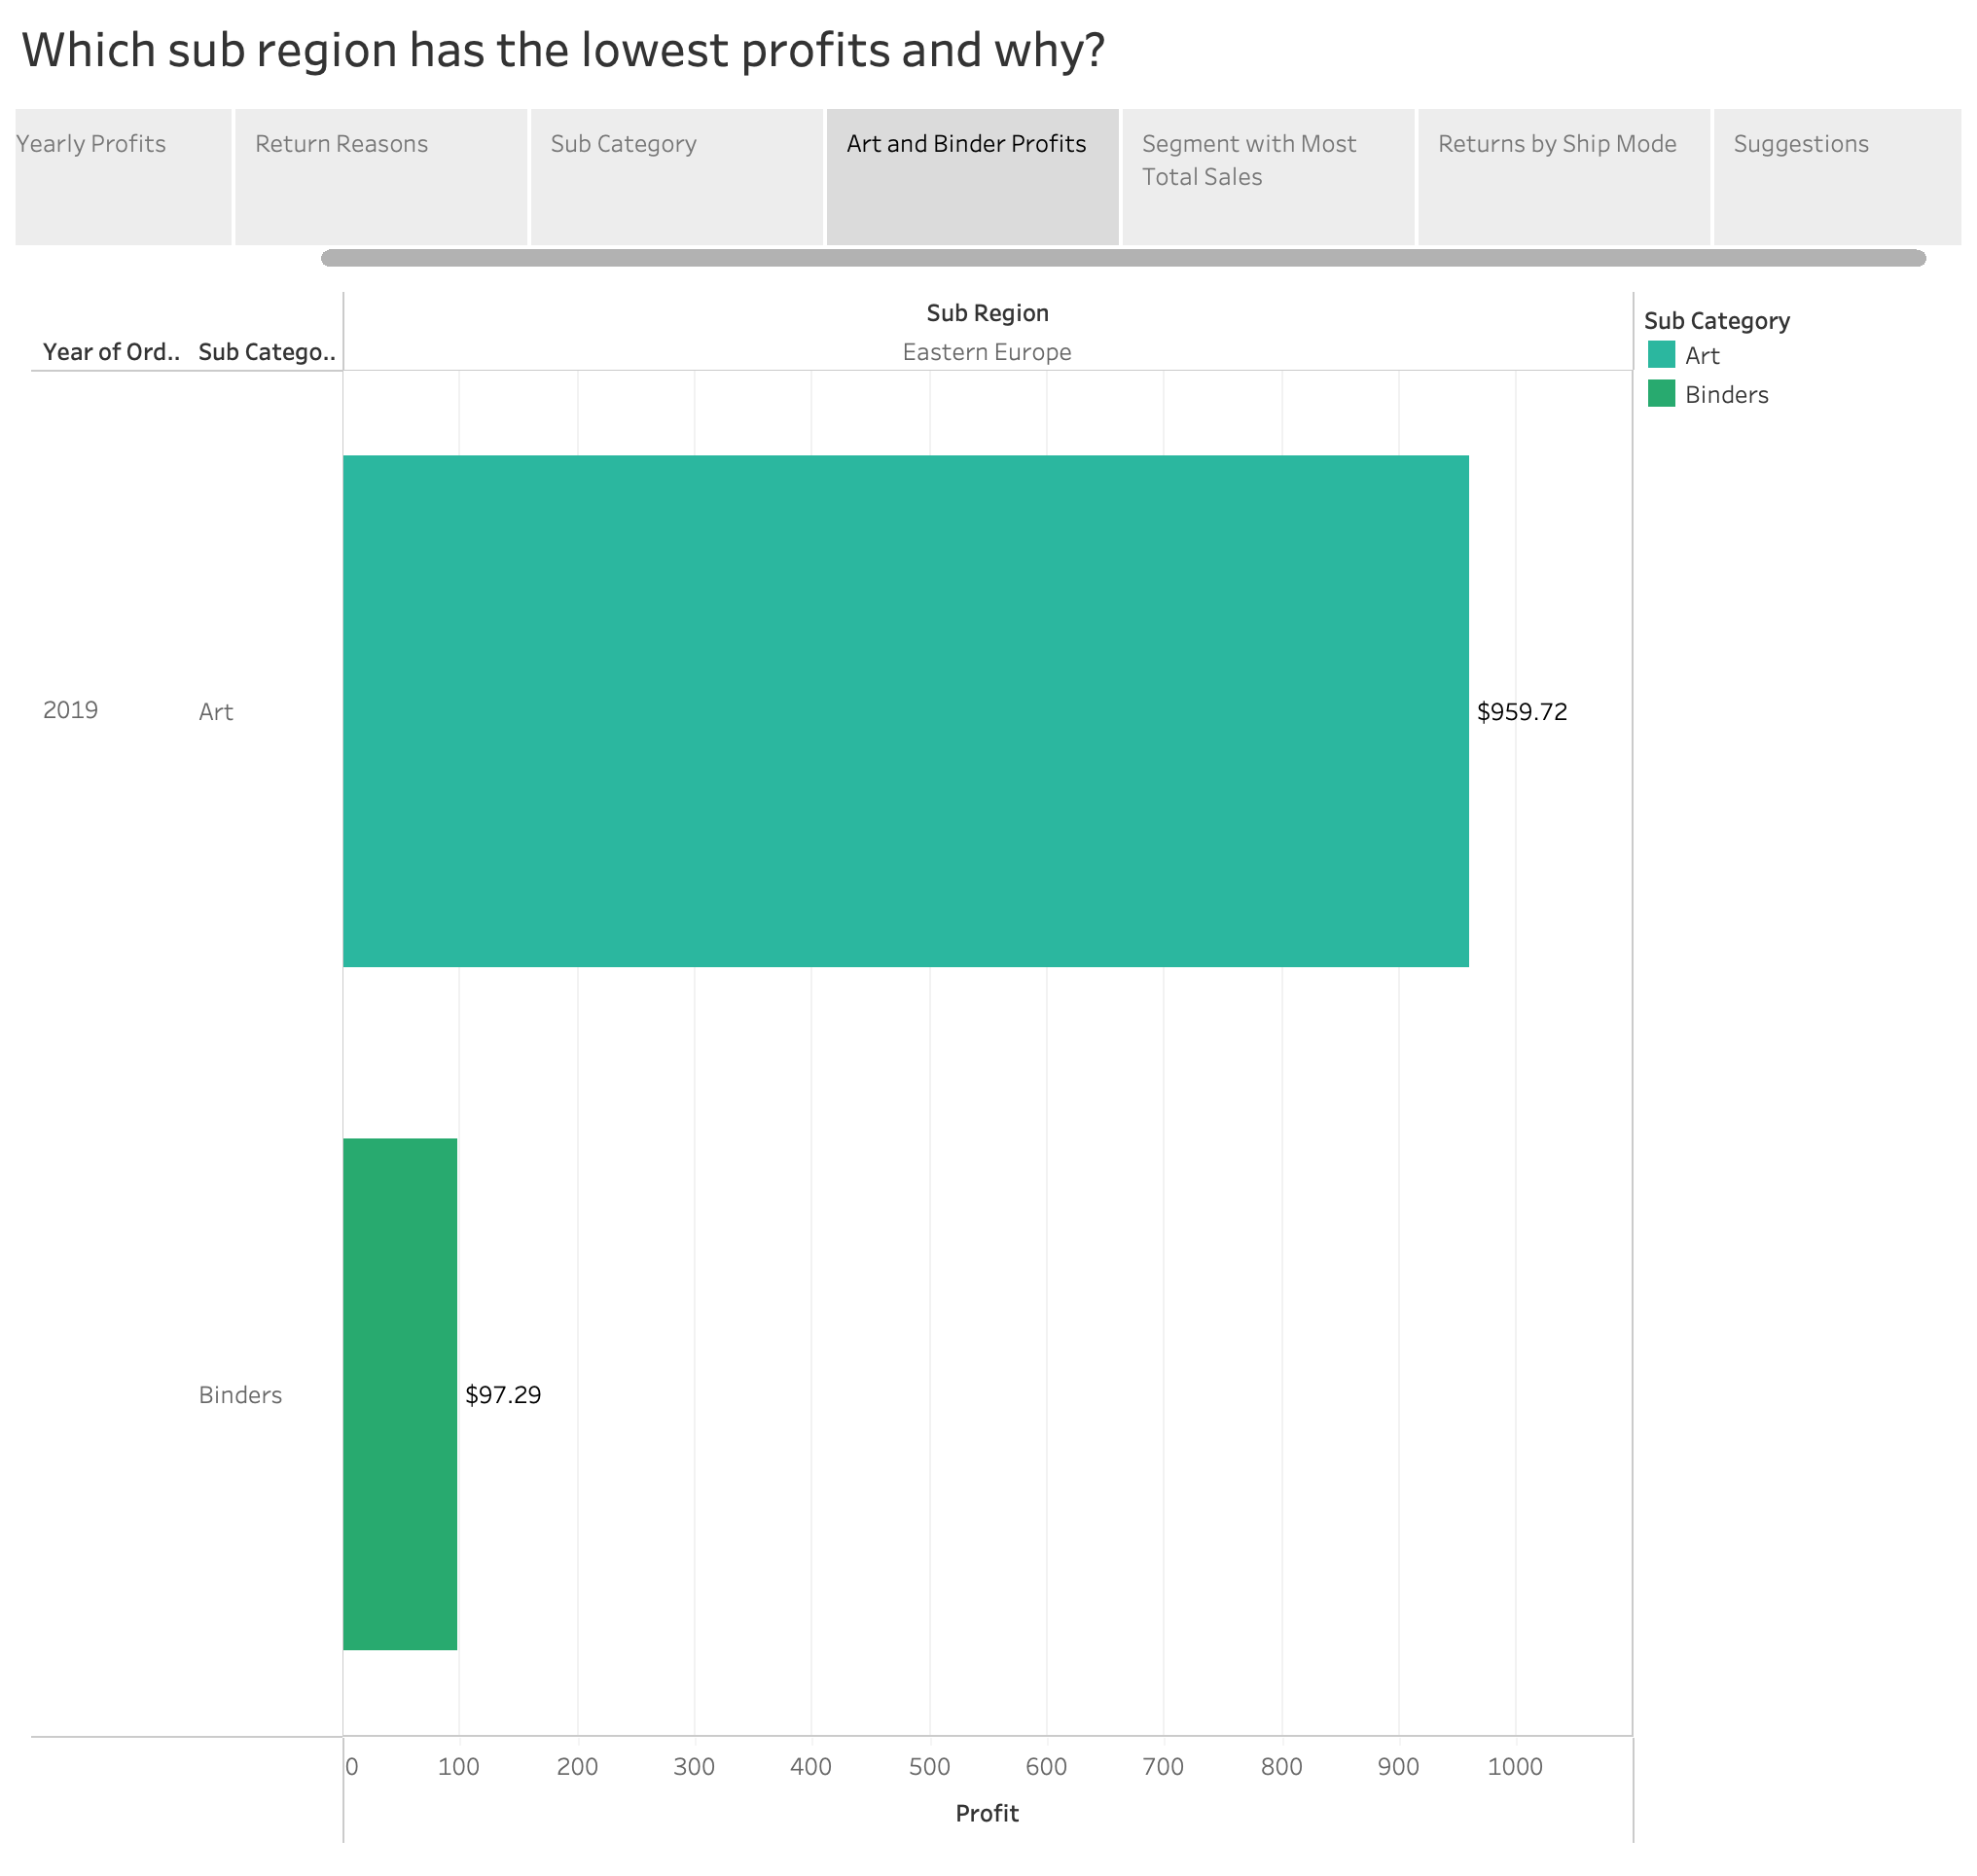 Which sub region has the lowest profits and why?
Yearly Profits
Return Reasons
Sub Category
Art and Binder Profits
Segment with Most
Total Sales
Returns by Ship Mode
Suggestions
Sub Region
Year of Ord.. Sub Catego.. Eastern Europe
Sub Category
Art
Binders
2019 Art $959.72
Binders $97.29
0 100 200 300 400 500 600 700 800 900 1000
Profit